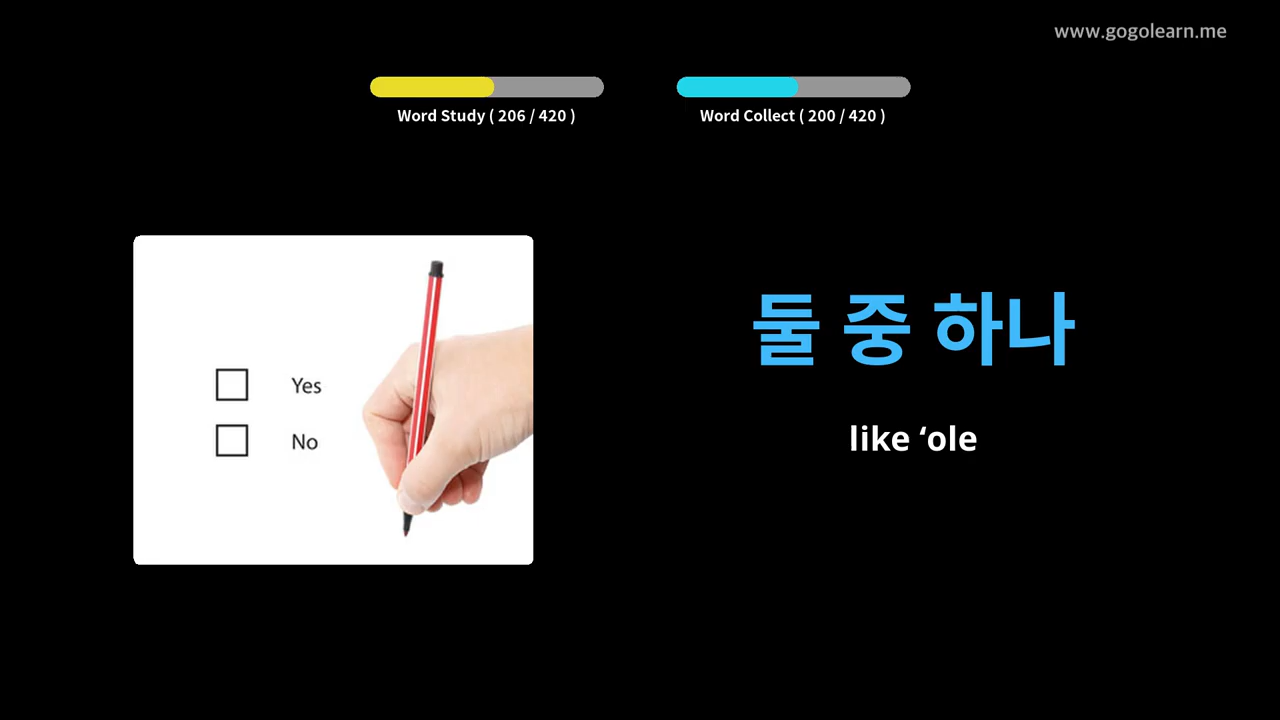 www.gogolearn.me
Word Study ( 206 / 420 )
Word Collect ( 200 / 420 )
Yes
No
둘 중 하나
like ‘ole